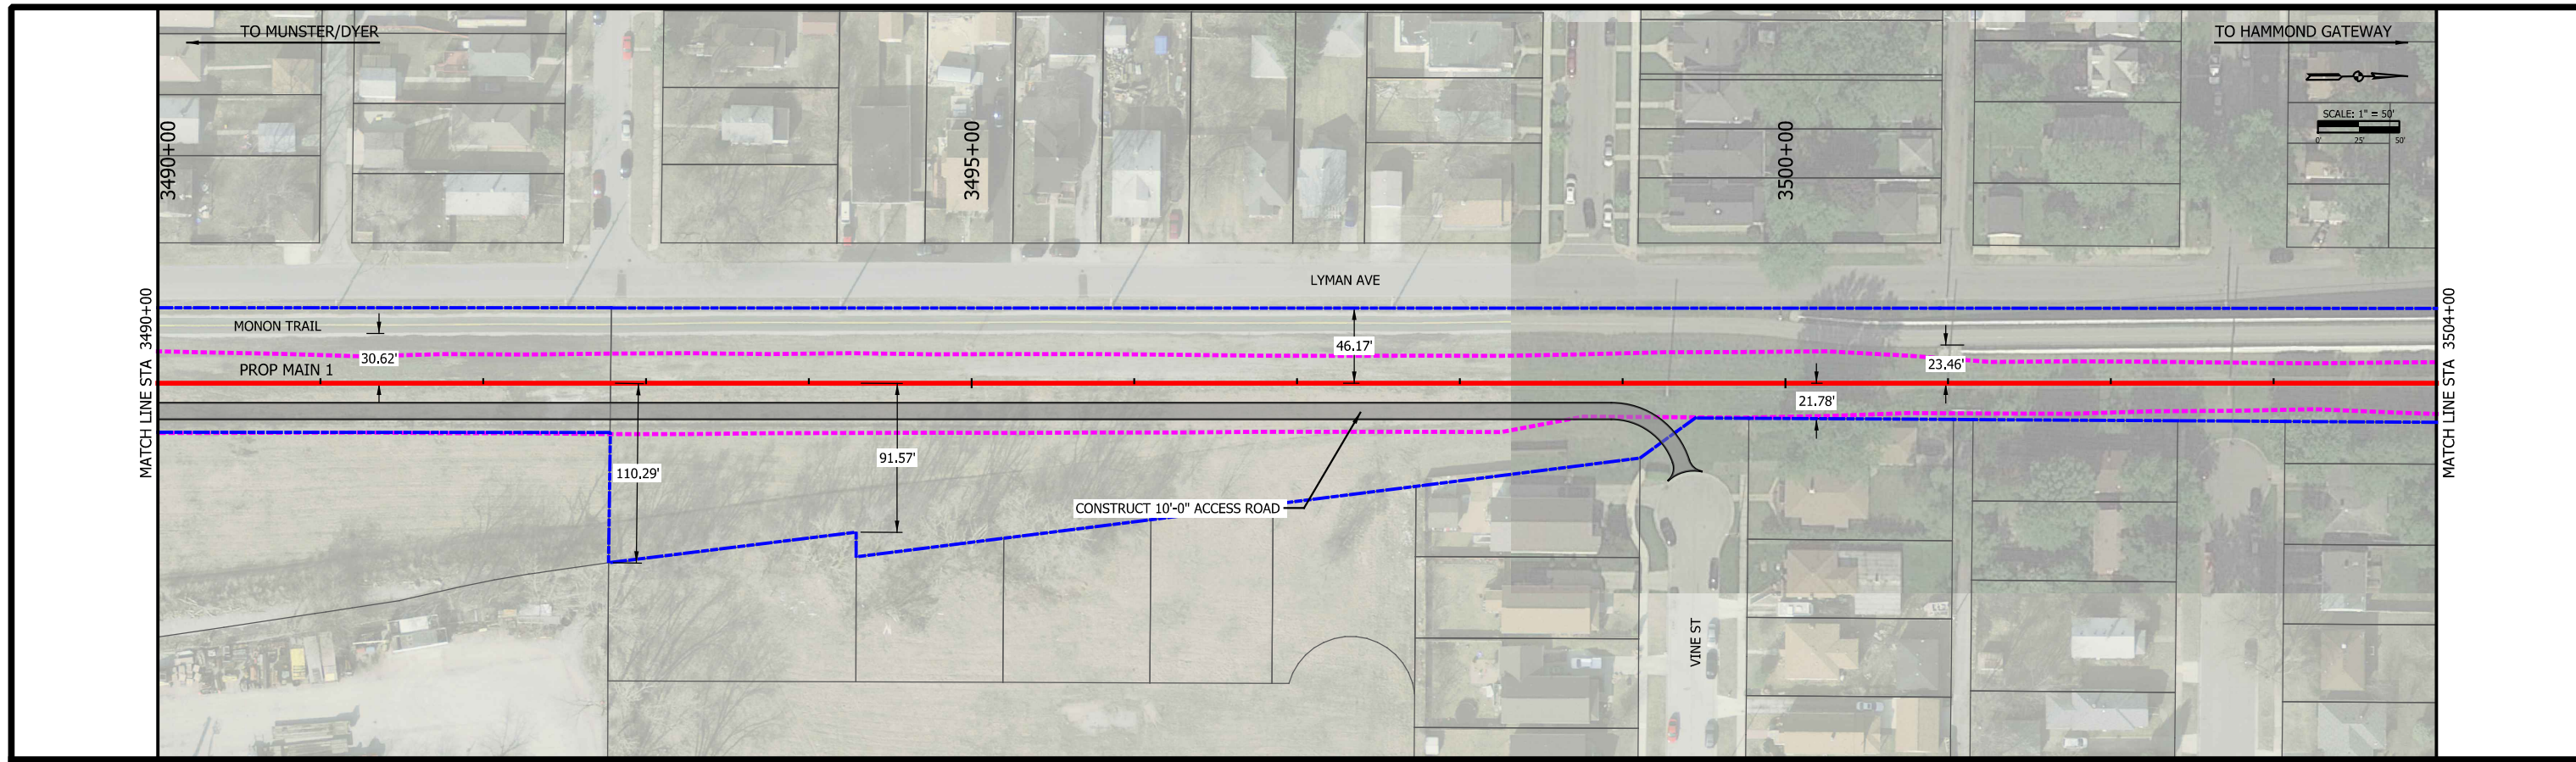 TO MUNSTER/DYER
TO HAMMOND GATEWAY
SCALE: 1" = 50'
0' 25' 50'
3490+00
3495+00
3500+00
LYMAN AVE
MATCH LINE STA 3490+00
MATCH LINE STA 3504+00
MONON TRAIL
30.62'
46.17'
23.46'
PROP MAIN 1
21.78'
110.29'
91.57'
CONSTRUCT 10'-0" ACCESS ROAD
VINE ST